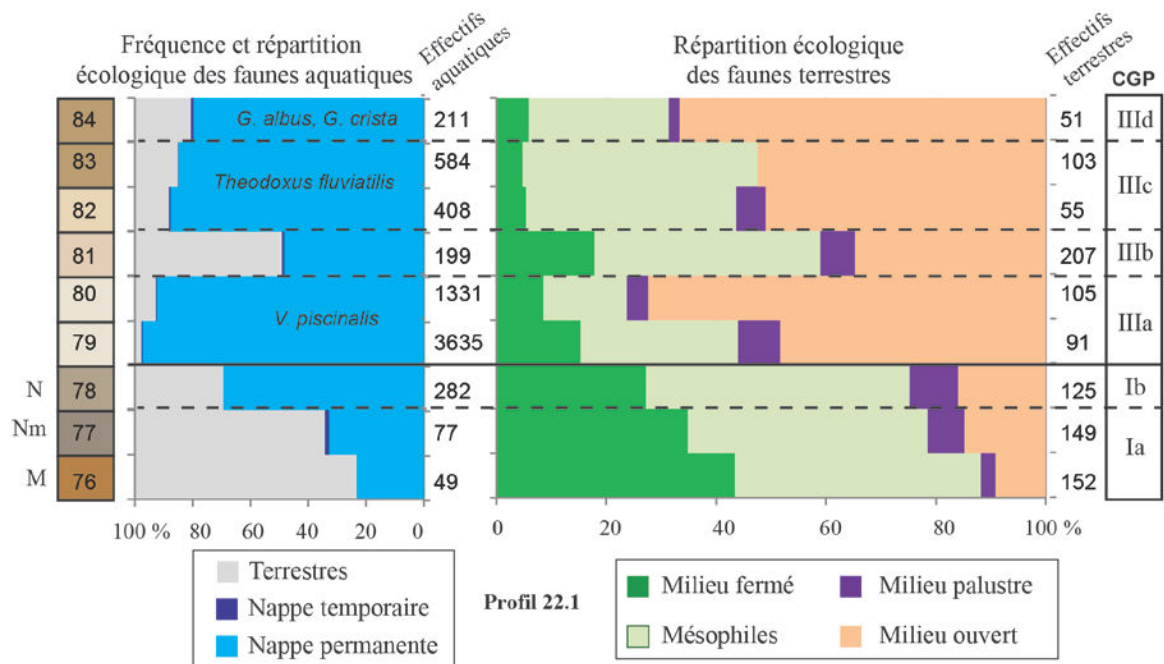 Fréquence et répartition
écologique des faunes aquatiques
Effectifs
aquatiques
Répartition écologique
des faunes terrestres
Effectifs
terrestres
CGP
84 G. albus, G. crista 211 51 IIId
83 584 103
Theodoxus fluviatilis IIIc
82 408 55
81 199 207 IIIb
80 1331 105
V. piscinalis IIIa
79 3635 91
N 78 282 125 Ib
Nm 77 77 149
Ia
M 76 49 152
100 % 80 60 40 20 0
0 20 40 60 80 100 %
Terrestres
Nappe temporaire
Nappe permanente
Profil 22.1
Milieu fermé Milieu palustre
Mésophiles Milieu ouvert